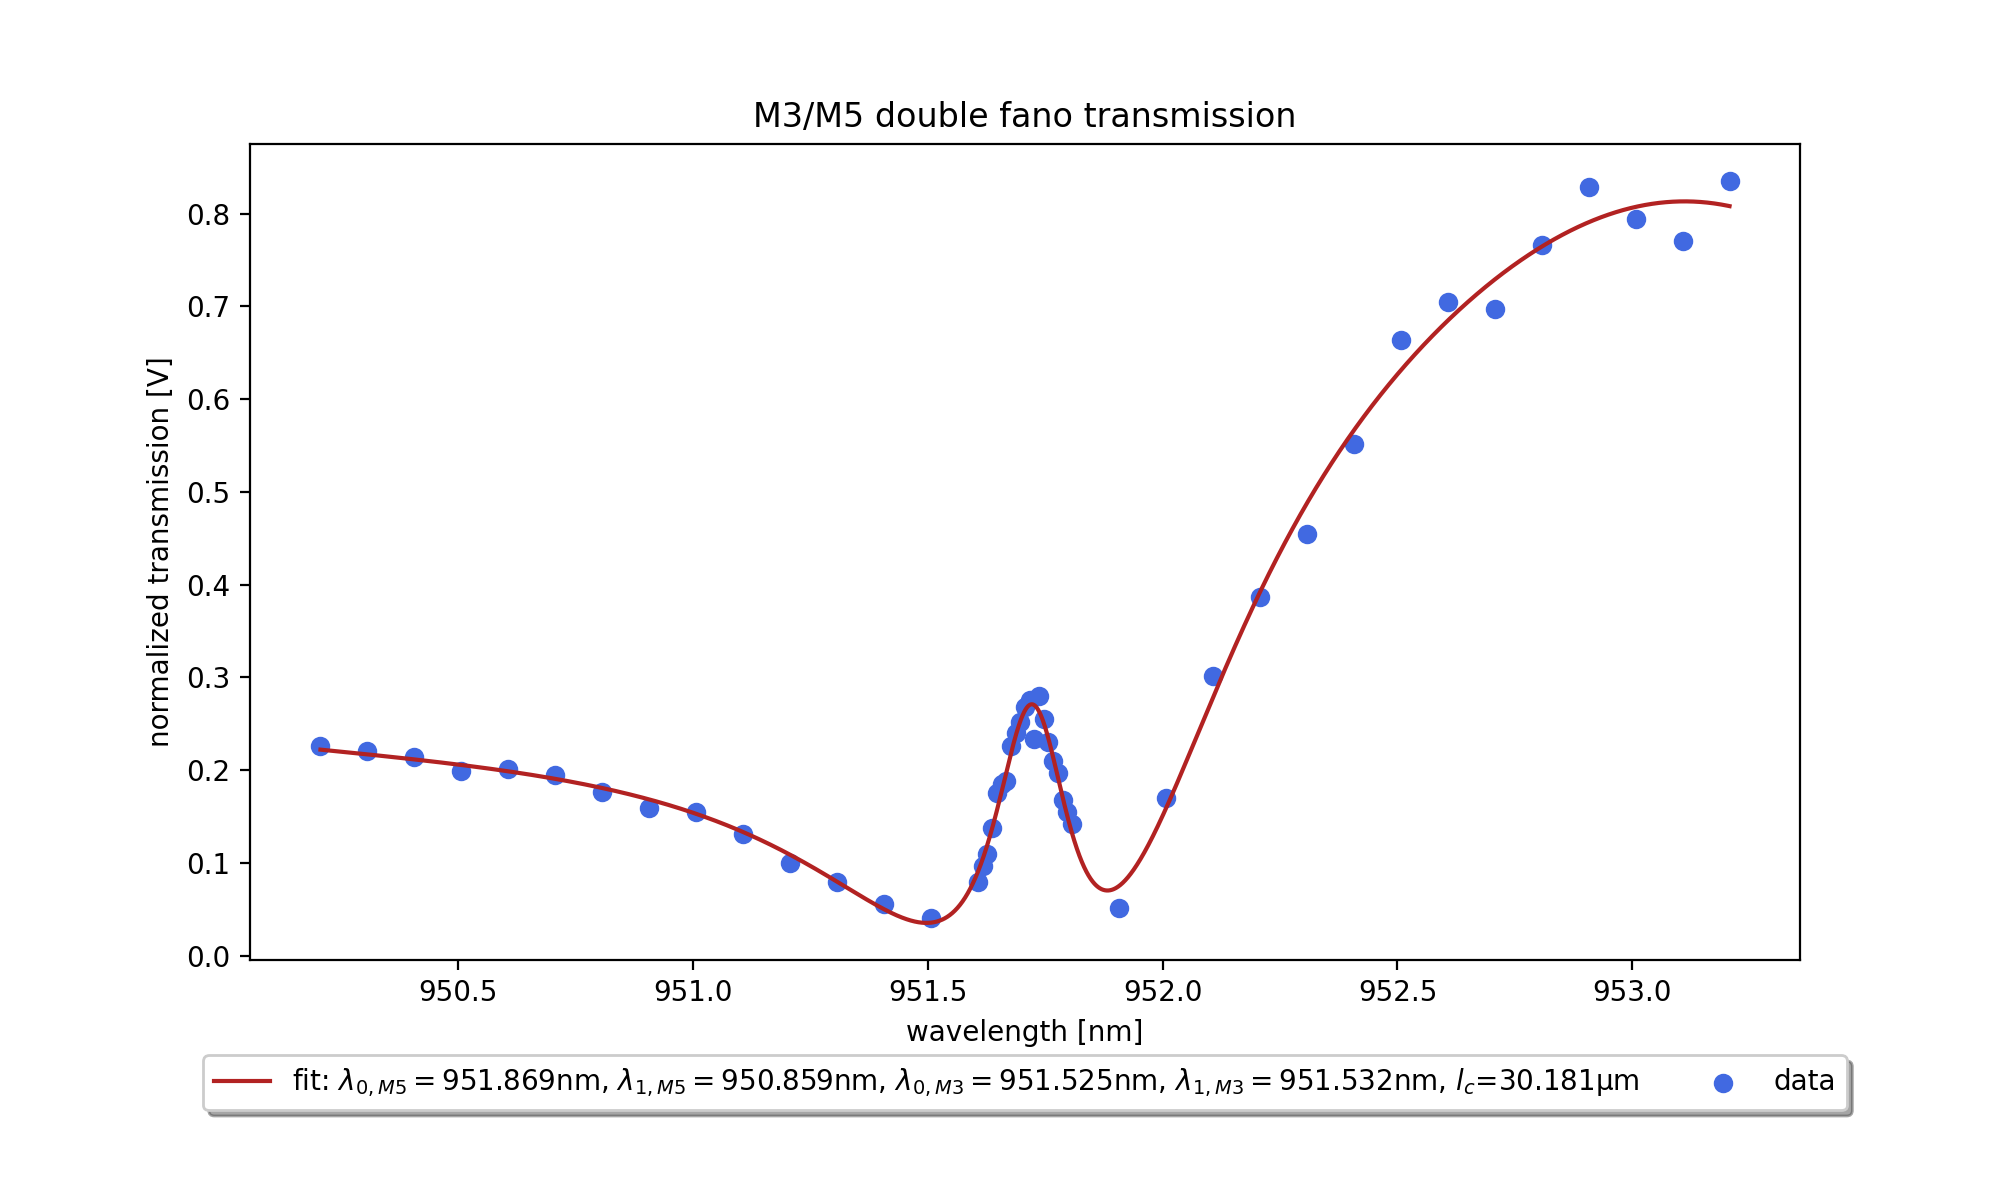 M3/M5 double fano transmission
normalized transmission [V]
0.8
0.7
0.6
0.5
0.4
0.3
0.2
0.1
0.0
950.5 951.0 951.5 952.0 952.5 953.0
wavelength [nm]
fit: λ₀,M5 = 951.869nm, λ₁,M5 = 950.859nm, λ₀,M3 = 951.525nm, λ₁,M3 = 951.532nm, l_c=30.181μm data